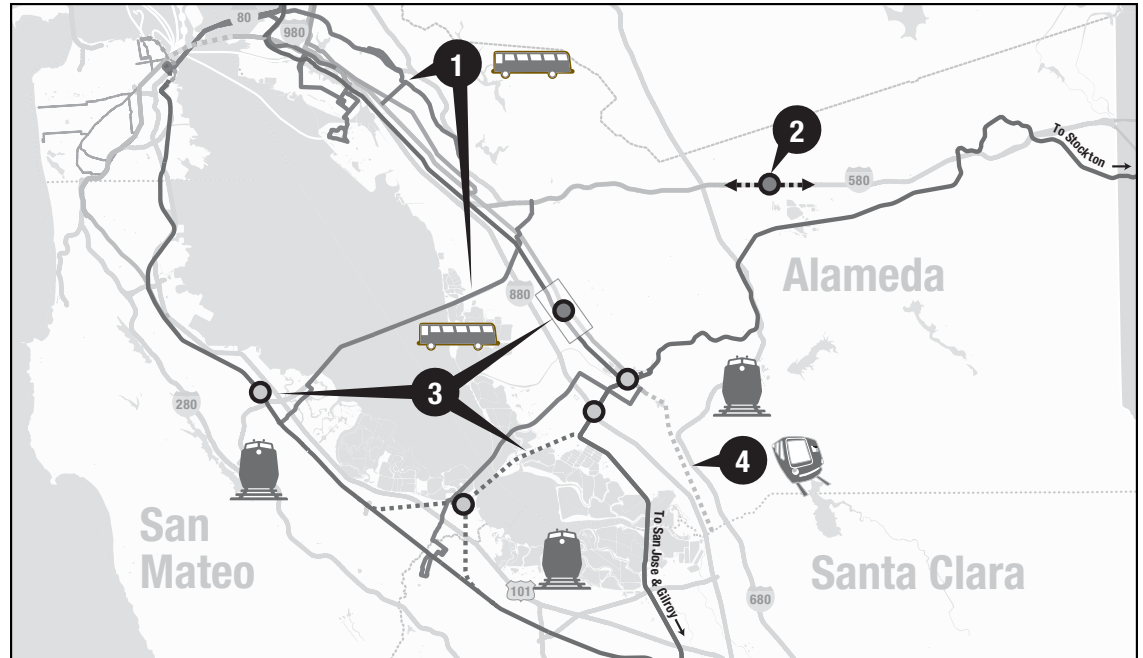 80
980
1
2
To Stockton →
580
Alameda
880
3
280
4
San
Mateo
To San Jose & Gilroy →
101
Santa Clara
680